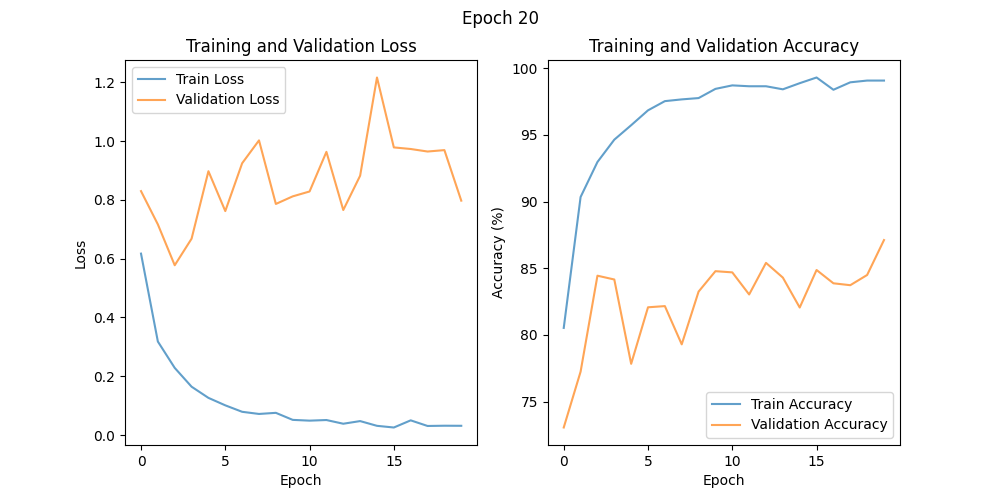 Epoch 20
Training and Validation Loss
Train Loss
Validation Loss
1.2
1.0
0.8
0.6
0.4
0.2
0.0
Loss
0
5
10
15
Epoch
Training and Validation Accuracy
100
95
90
85
80
75
Accuracy (%)
Train Accuracy
Validation Accuracy
0
5
10
15
Epoch